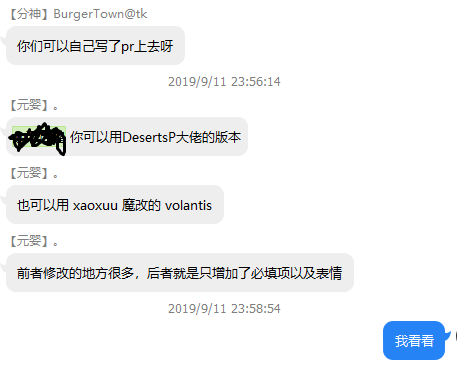 【分神】BurgerTown@tk
你们可以自己写了pr上去呀
2019/9/11 23:56:14
【元婴】。
你可以用DesertsP大佬的版本
【元婴】。
也可以用 xaoxuu 魔改的 volantis
【元婴】。
前者修改的地方很多，后者就是只增加了必填项以及表情
2019/9/11 23:58:54
我看看